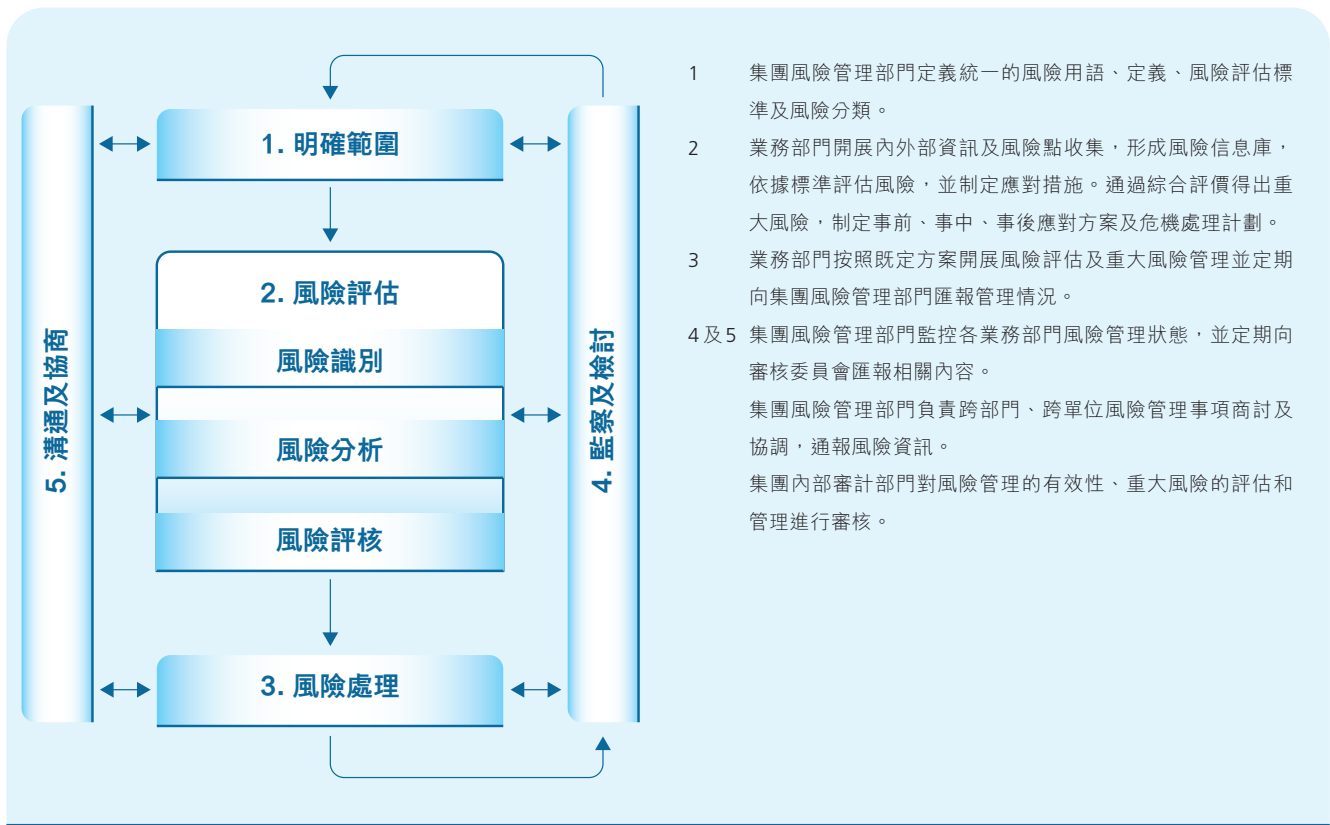 1. 明確範圍
2. 風險評估
風險識別
風險分析
風險評核
3. 風險處理
5. 溝通及協商
4. 監察及檢討
1 集團風險管理部門定義統一的風險用語、定義、風險評估標
準及風險分類。
2 業務部門開展內外部資訊及風險點收集，形成風險信息庫，
依據標準評估風險，並制定應對措施。通過綜合評價得出重
大風險，制定事前、事中、事後應對方案及危機處理計劃。
3 業務部門按照既定方案開展風險評估及重大風險管理並定期
向集團風險管理部門匯報管理情況。
4及5 集團風險管理部門監控各業務部門風險管理狀態，並定期向
審核委員會匯報相關內容。
集團風險管理部門負責跨部門、跨單位風險管理事項商討及
協調，通報風險資訊。
集團內部審計部門對風險管理的有效性、重大風險的評估和
管理進行審核。